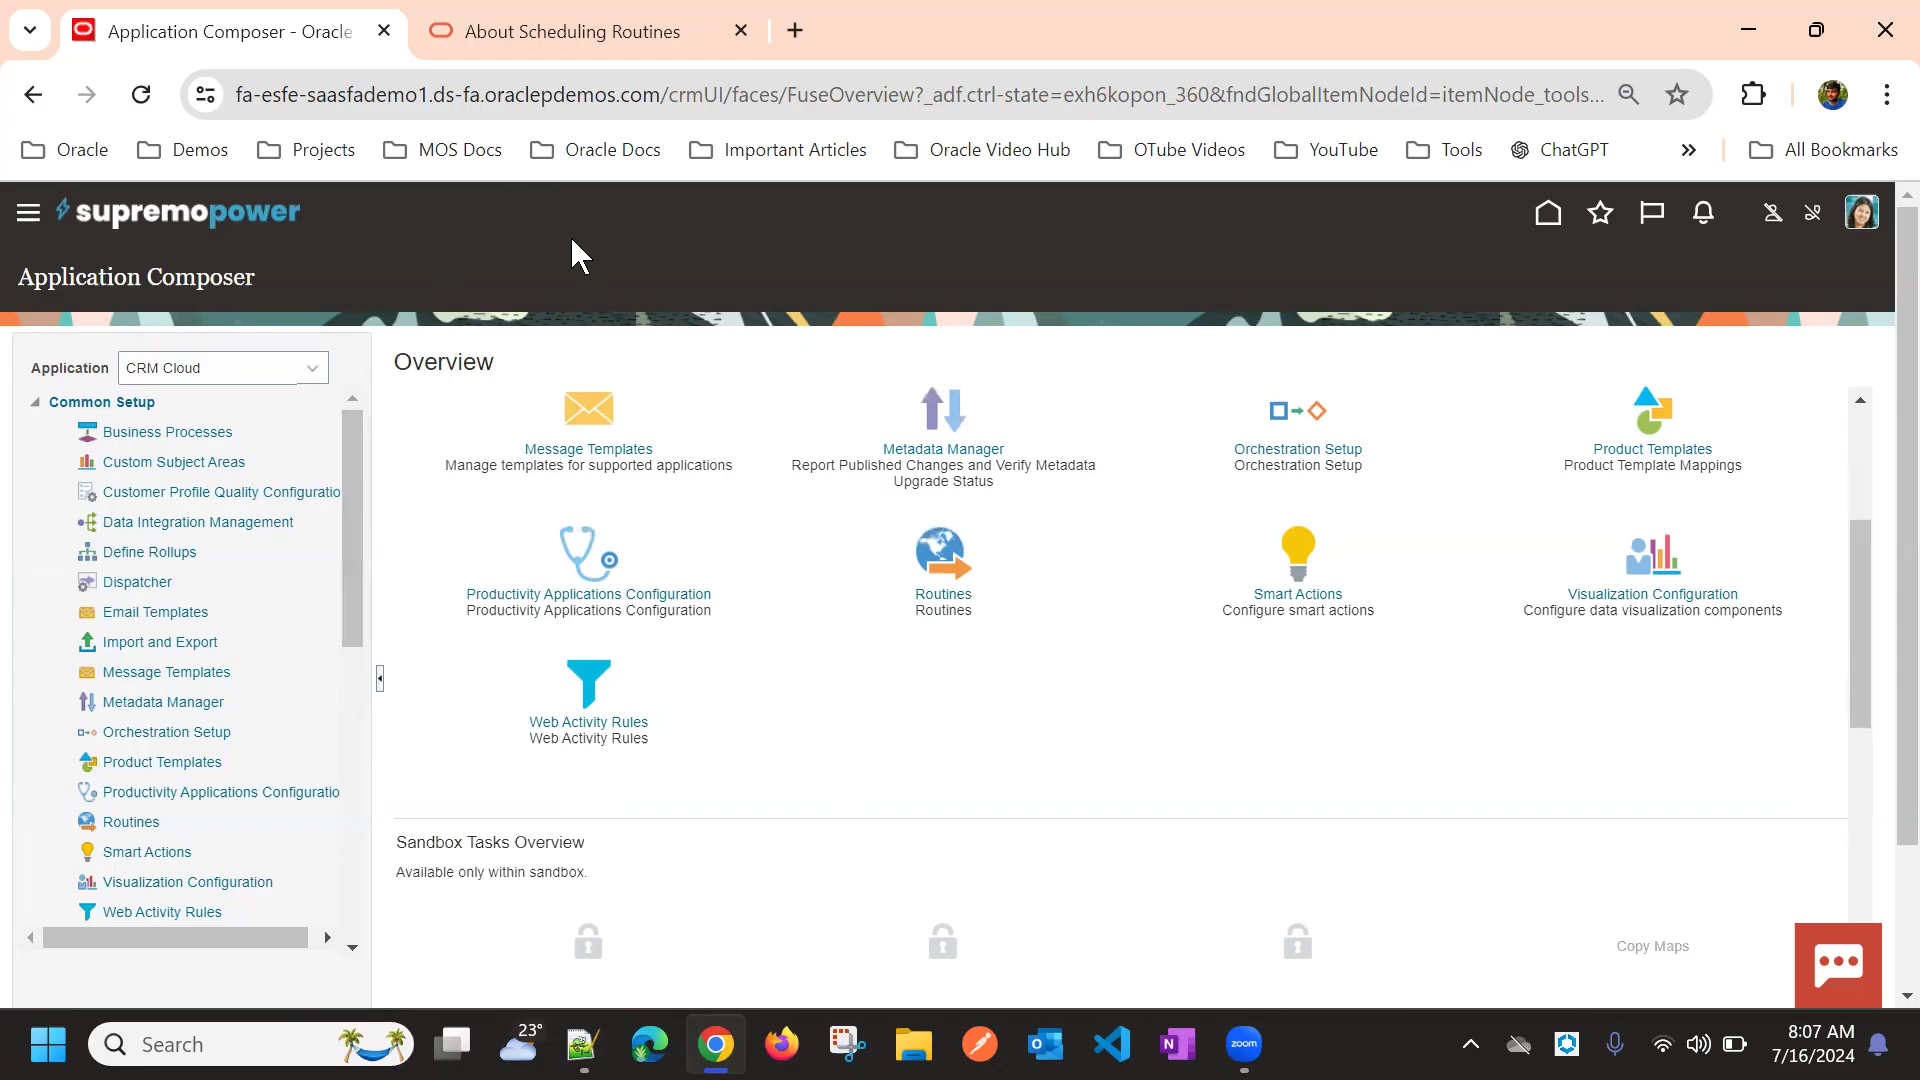 Application Composer - Oracle
About Scheduling Routines
fa-esfe-saasfademo1.ds-fa.oraclepdemos.com/crmUI/faces/FuseOverview?_adf.ctrl-state=exh6kopon_360&fndGlobalItemNodeId=itemNode_tools...
Oracle
Demos
Projects
MOS Docs
Oracle Docs
Important Articles
Oracle Video Hub
OTube Videos
YouTube
Tools
ChatGPT
All Bookmarks
supremopower
Application Composer
Application
CRM Cloud
Common Setup
Business Processes
Custom Subject Areas
Customer Profile Quality Configuratio
Data Integration Management
Define Rollups
Dispatcher
Email Templates
Import and Export
Message Templates
Metadata Manager
Orchestration Setup
Product Templates
Productivity Applications Configuratio
Routines
Smart Actions
Visualization Configuration
Web Activity Rules
Overview
Message Templates
Manage templates for supported applications
Metadata Manager
Report Published Changes and Verify Metadata
Upgrade Status
Orchestration Setup
Orchestration Setup
Product Templates
Product Template Mappings
Productivity Applications Configuration
Productivity Applications Configuration
Routines
Routines
Smart Actions
Configure smart actions
Visualization Configuration
Configure data visualization components
Web Activity Rules
Web Activity Rules
Sandbox Tasks Overview
Available only within sandbox.
Copy Maps
Search
23°
zoom
8:07 AM
7/16/2024